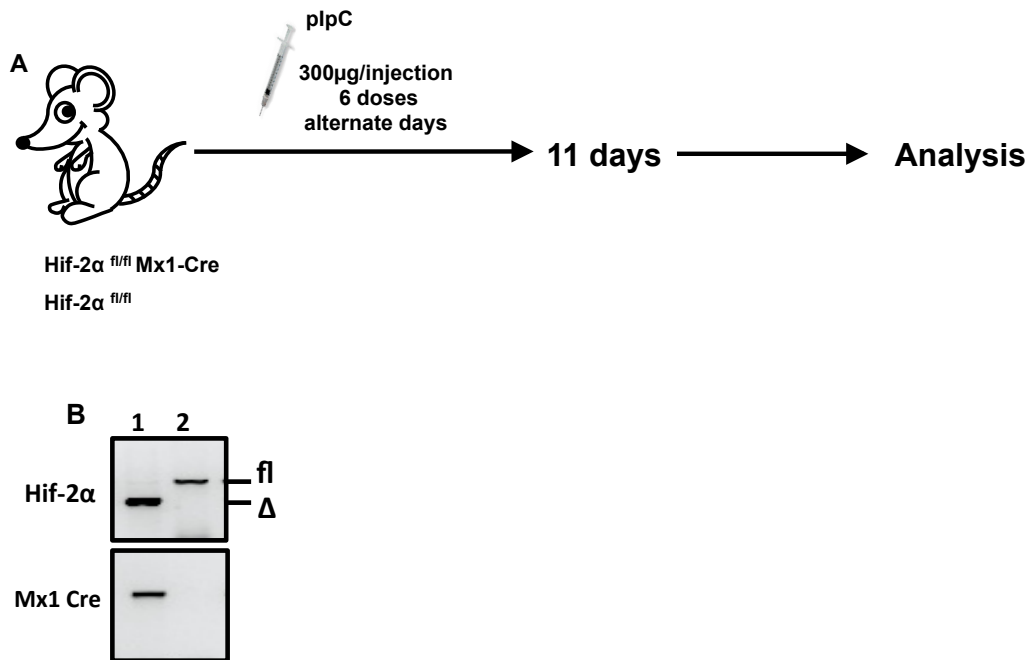 pIpC
A
300µg/injection
6 doses
alternate days
11 days
Analysis
Hif-2α fl/fl Mx1-Cre
Hif-2α fl/fl
B
1 2
Hif-2α
fl
Δ
Mx1 Cre